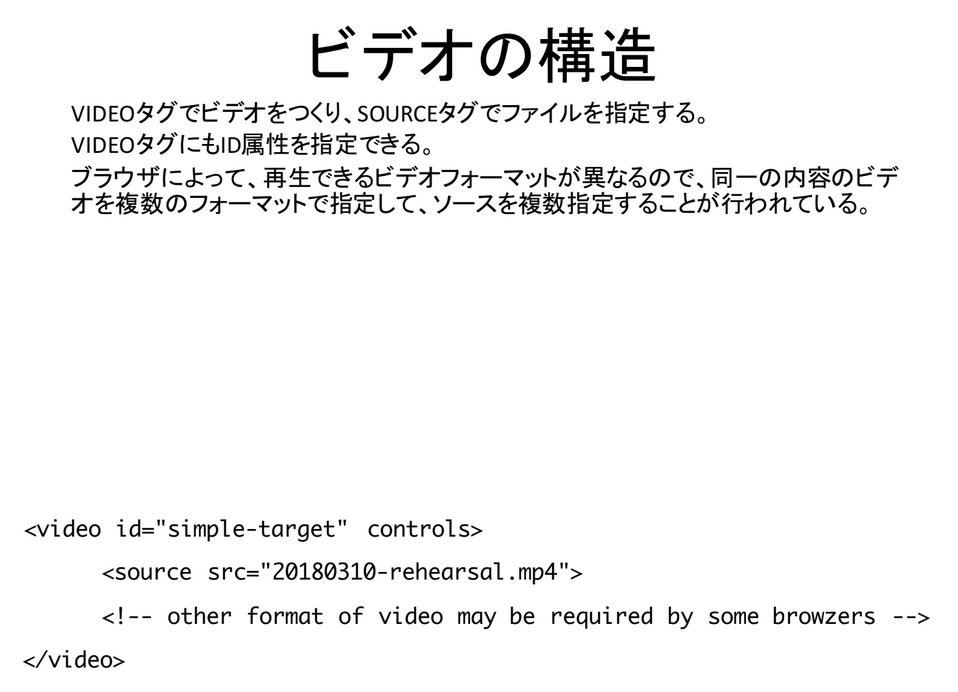 ビデオの構造
VIDEOタグでビデオをつくり、SOURCEタグでファイルを指定する。
VIDEOタグにもID属性を指定できる。
ブラウザによって、再生できるビデオフォーマットが異なるので、同一の内容のビデ
オを複数のフォーマットで指定して、ソースを複数指定することが行われている。
<video id="simple-target" controls>
<source src="20180310-rehearsal.mp4">
<!-- other format of video may be required by some browzers -->
</video>